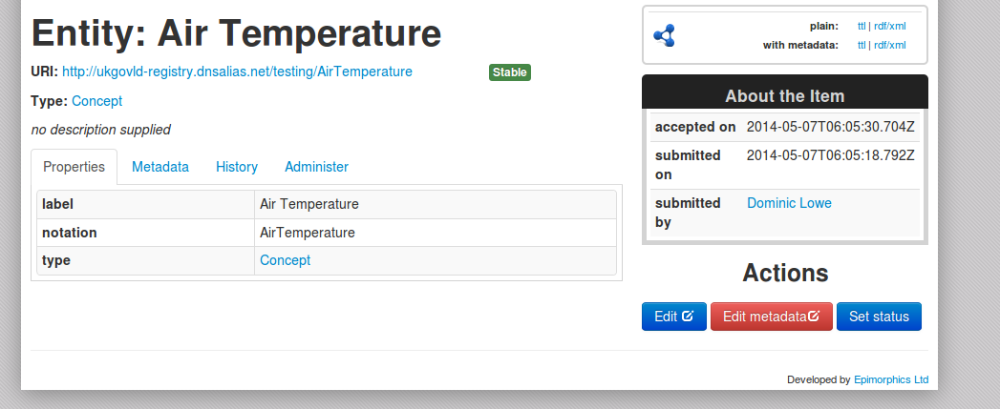 Entity: Air Temperature
URI: http://ukgovld-registry.dnsalias.net/testing/AirTemperature Stable
Type: Concept
no description supplied
Properties Metadata History Administer
label Air Temperature
notation AirTemperature
type Concept
plain: ttl | rdf/xml
with metadata: ttl | rdf/xml
About the Item
accepted on 2014-05-07T06:05:30.704Z
submitted 2014-05-07T06:05:18.792Z
on
submitted Dominic Lowe
by
Actions
Edit Edit metadata Set status
Developed by Epimorphics Ltd